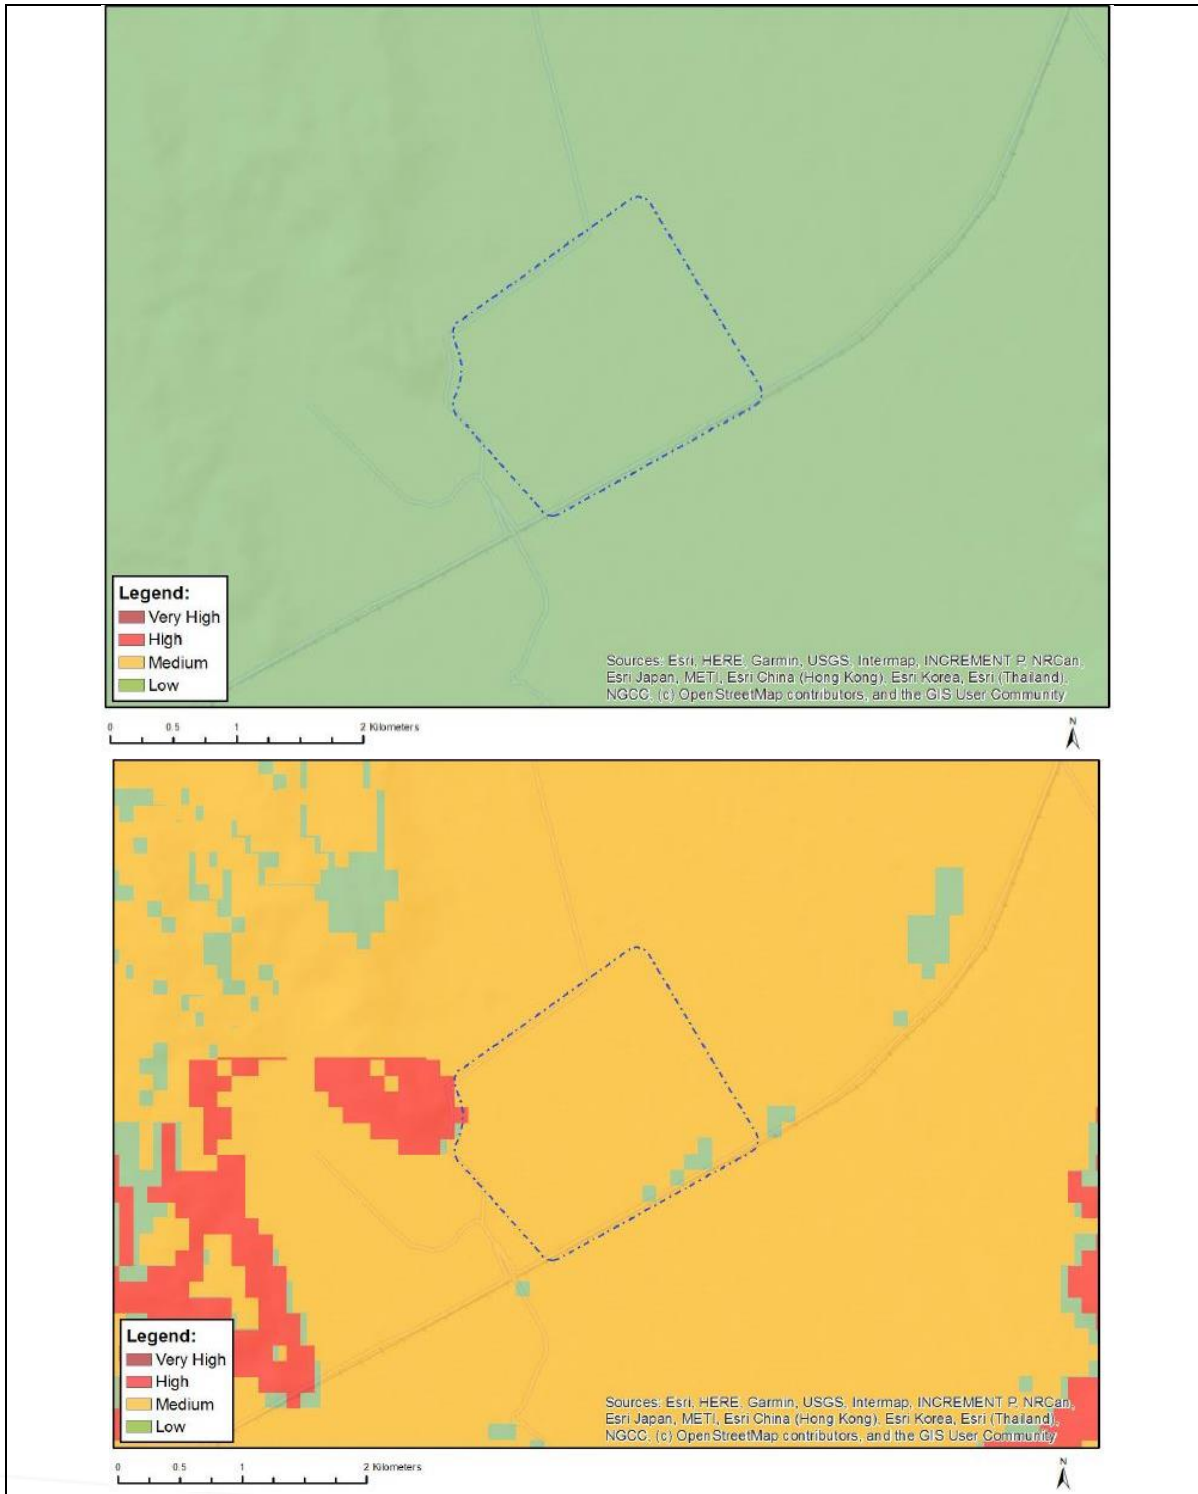 Legend:
Very High
High
Medium
Low
Sources: Esri, HERE, Garmin, USGS, Intermap, INCREMENT P, NRCan,
Esri Japan, METI, Esri China (Hong Kong), Esri Korea, Esri (Thailand),
NGCC, (c) OpenStreetMap contributors, and the GIS User Community
0 0.5 1 2 Kilometers
N
Legend:
Very High
High
Medium
Low
Sources: Esri, HERE, Garmin, USGS, Intermap, INCREMENT P, NRCan,
Esri Japan, METI, Esri China (Hong Kong), Esri Korea, Esri (Thailand),
NGCC, (c) OpenStreetMap contributors, and the GIS User Community
0 0.5 1 2 Kilometers
N